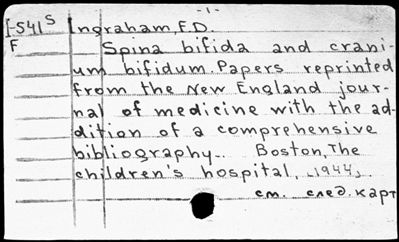 -1-
I-541 S Ingraham, F.D.
F Spina bifida and crani-
um bifidum. Papers reprinted
from the New England jour-
nal of medicine with the ad-
dition of a comprehensive
bibliography. Boston, The
children's hospital, [1944].
см. след. карт